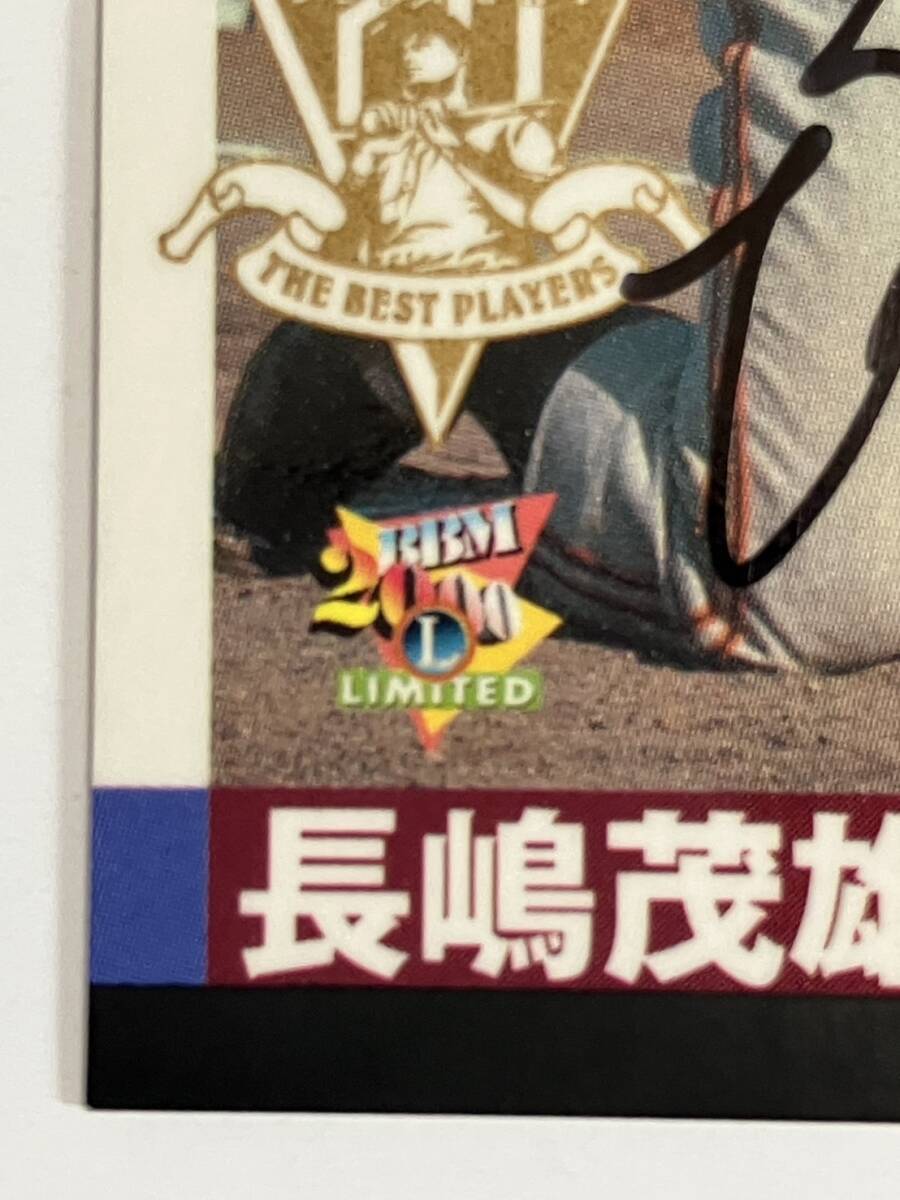 THE BEST PLAYERS
BBM
2000
L
LIMITED
長嶋茂雄